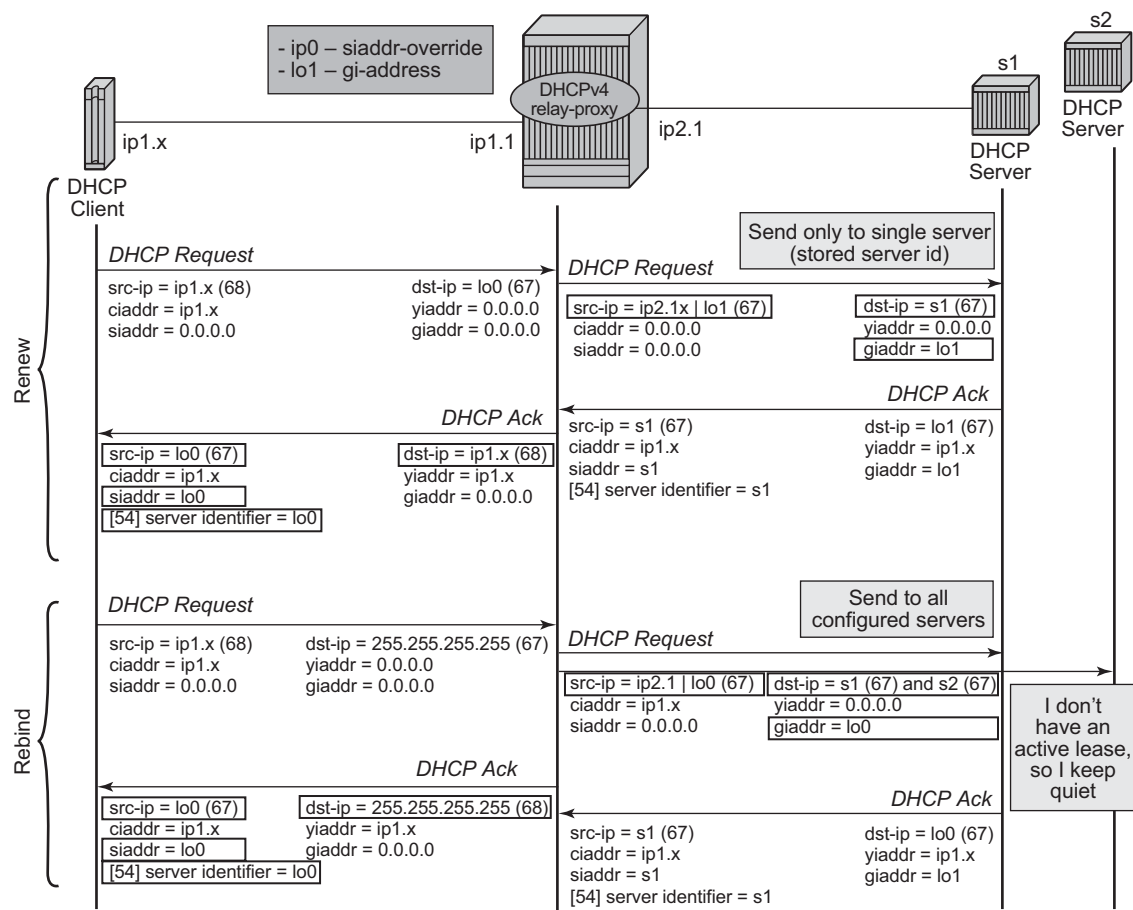 s2
- ip0 – siaddr-override
- lo1 – gi-address
s1
DHCPv4
relay-proxy
DHCP
Server
ip1.x
ip1.1
ip2.1
DHCP
Server
DHCP
Client
Renew
Send only to single server
(stored server id)
DHCP Request
DHCP Request
src-ip = ip1.x (68)
dst-ip = lo0 (67)
ciaddr = ip1.x
yiaddr = 0.0.0.0
siaddr = 0.0.0.0
giaddr = 0.0.0.0
src-ip = ip2.1x | lo1 (67)
dst-ip = s1 (67)
ciaddr = 0.0.0.0
yiaddr = 0.0.0.0
siaddr = 0.0.0.0
giaddr = lo1
DHCP Ack
DHCP Ack
src-ip = s1 (67)
dst-ip = lo1 (67)
ciaddr = ip1.x
yiaddr = ip1.x
siaddr = s1
giaddr = lo1
[54] server identifier = s1
src-ip = lo0 (67)
dst-ip = ip1.x (68)
ciaddr = ip1.x
yiaddr = ip1.x
siaddr = lo0
giaddr = 0.0.0.0
[54] server identifier = lo0
Rebind
DHCP Request
Send to all
configured servers
DHCP Request
src-ip = ip1.x (68)
dst-ip = 255.255.255.255 (67)
ciaddr = ip1.x
yiaddr = 0.0.0.0
siaddr = 0.0.0.0
giaddr = 0.0.0.0
src-ip = ip2.1 | lo0 (67)
dst-ip = s1 (67) and s2 (67)
ciaddr = ip1.x
yiaddr = 0.0.0.0
siaddr = 0.0.0.0
giaddr = lo0
I don't
have an
active lease,
so I keep
quiet
DHCP Ack
DHCP Ack
src-ip = lo0 (67)
dst-ip = 255.255.255.255 (68)
ciaddr = ip1.x
yiaddr = ip1.x
siaddr = lo0
giaddr = 0.0.0.0
[54] server identifier = lo0
src-ip = s1 (67)
dst-ip = lo0 (67)
ciaddr = ip1.x
yiaddr = ip1.x
siaddr = s1
giaddr = lo1
[54] server identifier = s1